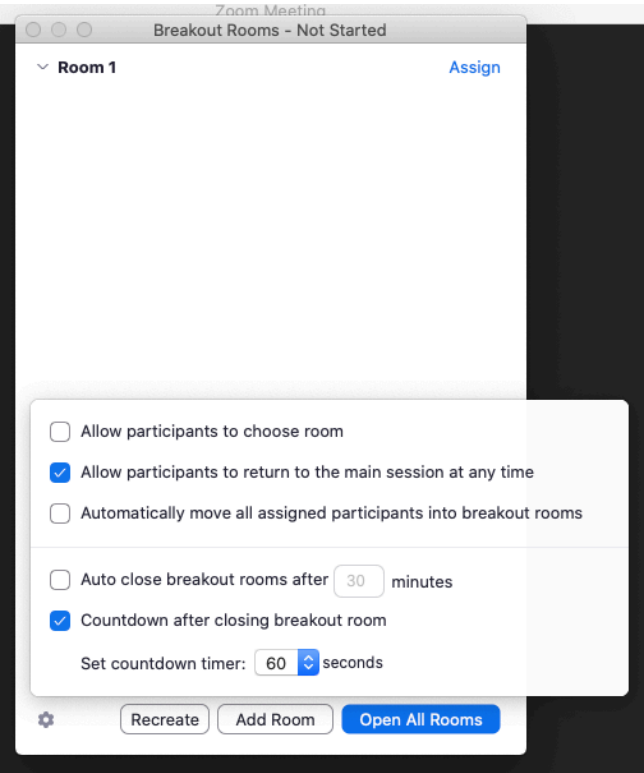 Zoom Meeting
Breakout Rooms - Not Started
Room 1 Assign
Allow participants to choose room
Allow participants to return to the main session at any time
Automatically move all assigned participants into breakout rooms
Auto close breakout rooms after 30 minutes
Countdown after closing breakout room
Set countdown timer: 60 seconds
Recreate Add Room Open All Rooms